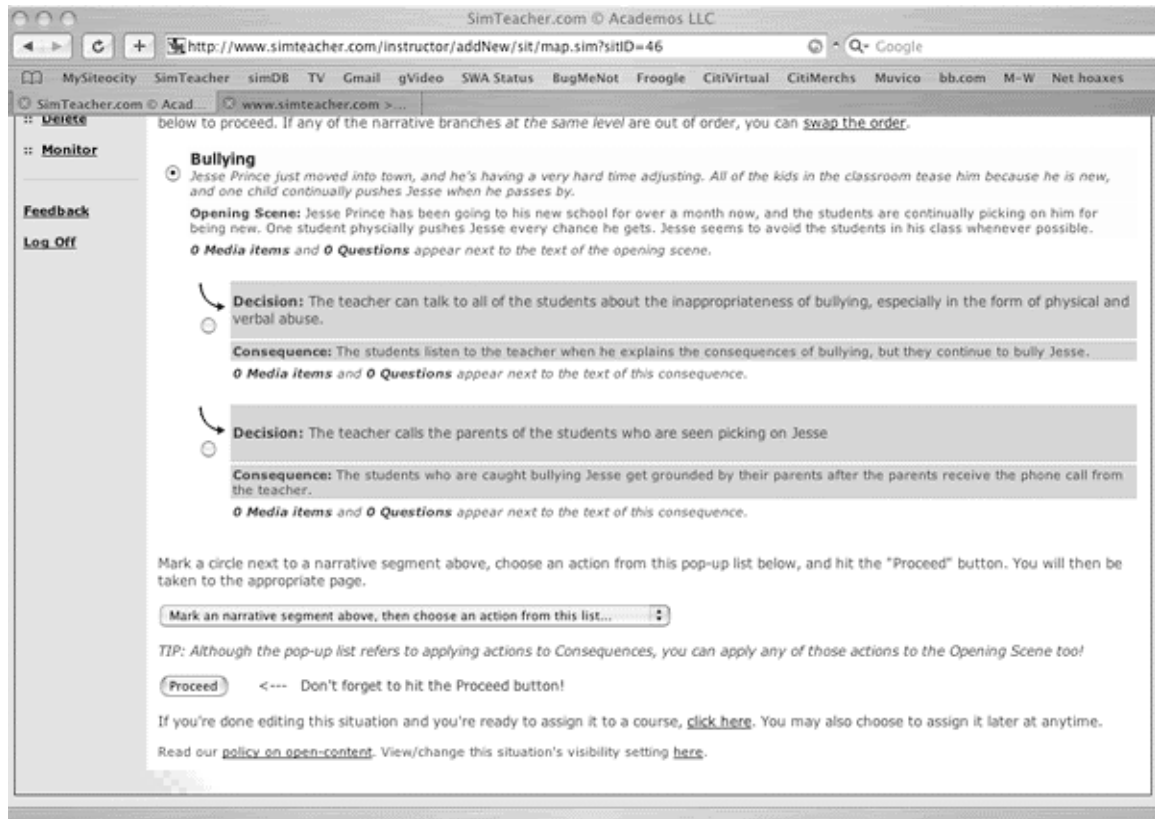 SimTeacher.com © Academos LLC
http://www.simteacher.com/instructor/addNew/sit/map.sim?sitID=46
Google
MySiteocity SimTeacher simDB TV Gmail gVideo SWA Status BugMeNot Froogle CitiVirtual CitiMerchs Muvico bb.com M-W Net hoaxes
SimTeacher.com © Acad... www.simteacher.com >...
:: Delete
:: Monitor
Feedback
Log Off
below to proceed. If any of the narrative branches at the same level are out of order, you can swap the order.
Bullying
Jesse Prince just moved into town, and he's having a very hard time adjusting. All of the kids in the classroom tease him because he is new,
and one child continually pushes Jesse when he passes by.
Opening Scene: Jesse Prince has been going to his new school for over a month now, and the students are continually picking on him for
being new. One student physcially pushes Jesse every chance he gets. Jesse seems to avoid the students in his class whenever possible.
0 Media items and 0 Questions appear next to the text of the opening scene.
Decision: The teacher can talk to all of the students about the inappropriateness of bullying, especially in the form of physical and
verbal abuse.
Consequence: The students listen to the teacher when he explains the consequences of bullying, but they continue to bully Jesse.
0 Media items and 0 Questions appear next to the text of this consequence.
Decision: The teacher calls the parents of the students who are seen picking on Jesse
Consequence: The students who are caught bullying Jesse get grounded by their parents after the parents receive the phone call from
the teacher.
0 Media items and 0 Questions appear next to the text of this consequence.
Mark a circle next to a narrative segment above, choose an action from this pop-up list below, and hit the "Proceed" button. You will then be
taken to the appropriate page.
Mark an narrative segment above, then choose an action from this list...
TIP: Although the pop-up list refers to applying actions to Consequences, you can apply any of those actions to the Opening Scene too!
Proceed <--- Don't forget to hit the Proceed button!
If you're done editing this situation and you're ready to assign it to a course, click here. You may also choose to assign it later at anytime.
Read our policy on open-content. View/change this situation's visibility setting here.